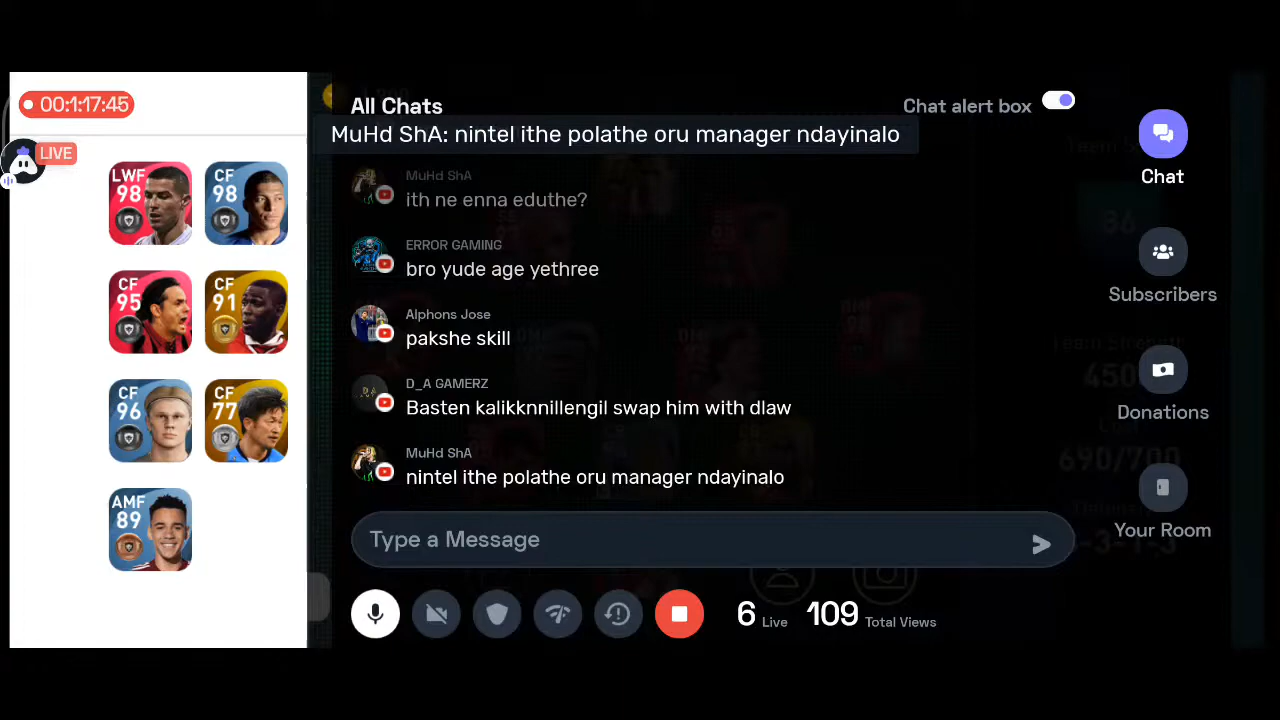 00:1:17:45
LIVE
LWF
98
CF
98
CF
95
CF
91
CF
96
CF
77
AMF
89
All Chats
Chat alert box
MuHd ShA: nintel ithe polathe oru manager ndayinalo
MuHd ShA
ith ne enna eduthe?
ERROR GAMING
bro yude age yethree
Alphons Jose
pakshe skill
D_A GAMERZ
Basten kalikknnillengil swap him with dlaw
MuHd ShA
nintel ithe polathe oru manager ndayinalo
Type a Message
6 Live 109 Total Views
Chat
Subscribers
Donations
Your Room
690/700